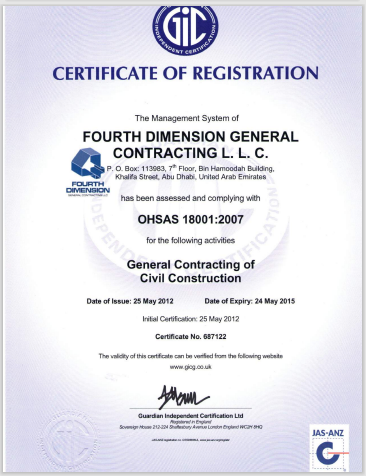 GIC
INDEPENDENT CERTIFICATION
CERTIFICATE OF REGISTRATION
The Management System of
FOURTH DIMENSION GENERAL
CONTRACTING L. L. C.
P. O. Box: 113983, 7th Floor, Bin Hamoodah Building,
Khalifa Street, Abu Dhabi, United Arab Emirates
FOURTH
DIMENSION
GENERAL CONTRACTING LLC
has been assessed and complying with
OHSAS 18001:2007
for the following activities
General Contracting of
Civil Construction
Date of Issue: 25 May 2012 Date of Expiry: 24 May 2015
Initial Certification: 25 May 2012
Certificate No. 687122
The validity of this certificate can be verified from the following website
www.gicg.co.uk
Guardian Independent Certification Ltd
Registered in England
Sovereign House 212-224 Shaftesbury Avenue London England WC2H 8HQ
JAS-ANZ